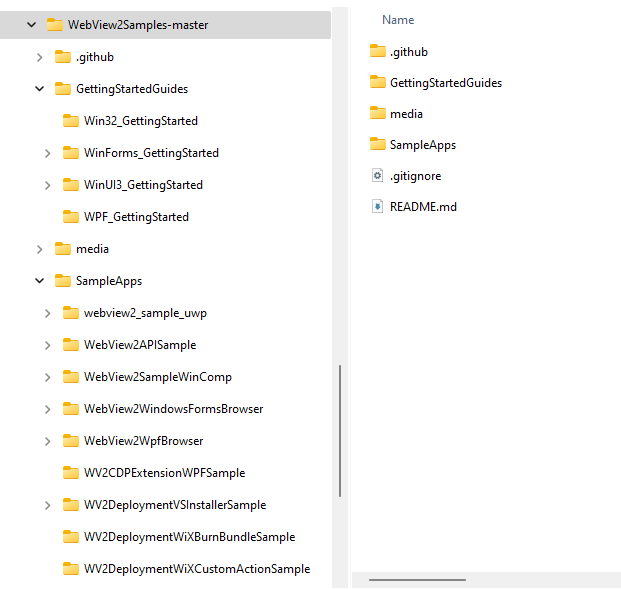 WebView2Samples-master
.github
GettingStartedGuides
Win32_GettingStarted
WinForms_GettingStarted
WinUI3_GettingStarted
WPF_GettingStarted
media
SampleApps
webview2_sample_uwp
WebView2APISample
WebView2SampleWinComp
WebView2WindowsFormsBrowser
WebView2WpfBrowser
WV2CDPExtensionWPFSample
WV2DeploymentVSInstallerSample
WV2DeploymentWiXBurnBundleSample
WV2DeploymentWiXCustomActionSample
Name
.github
GettingStartedGuides
media
SampleApps
.gitignore
README.md